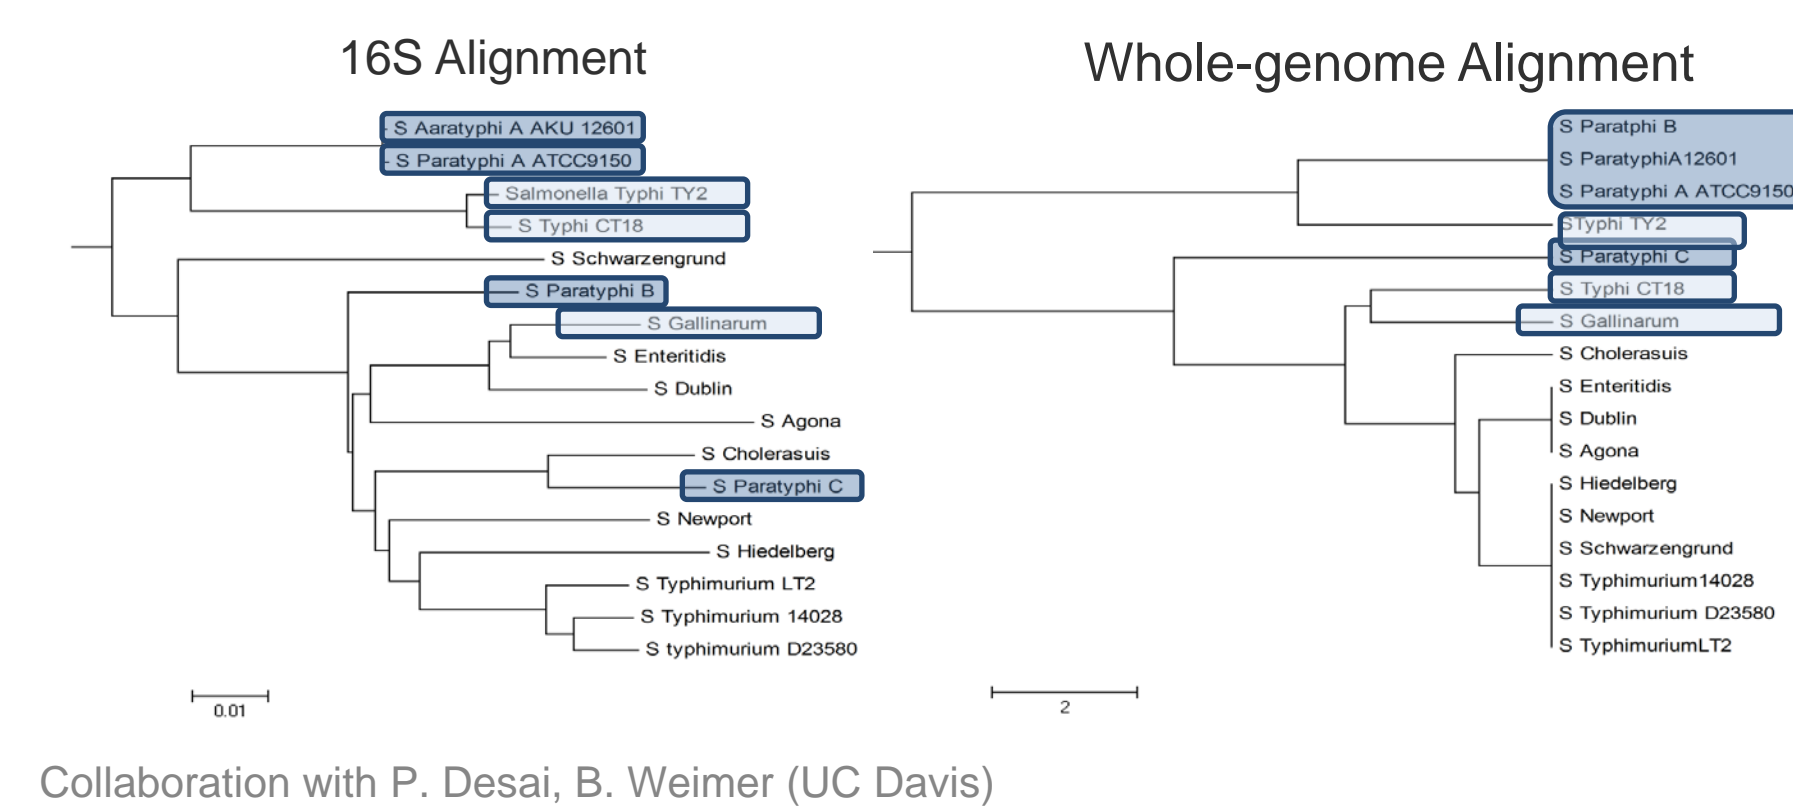 16S Alignment
S Aaratyphi A AKU 12601
S Paratyphi A ATCC9150
Salmonella Typhi TY2
S Typhi CT18
S Schwarzengrund
S Paratyphi B
S Gallinarum
S Enteritidis
S Dublin
S Agona
S Cholerasuis
S Paratyphi C
S Newport
S Hiedelberg
S Typhimurium LT2
S Typhimurium 14028
S typhimurium D23580
0.01
Whole-genome Alignment
S Paratphi B
S ParatyphiA12601
S Paratyphi A ATCC9150
STyphi TY2
S Paratyphi C
S Typhi CT18
S Gallinarum
S Cholerasuis
S Enteritidis
S Dublin
S Agona
S Hiedelberg
S Newport
S Schwarzengrund
S Typhimurium14028
S Typhimurium D23580
S TyphimuriumLT2
2
Collaboration with P. Desai, B. Weimer (UC Davis)